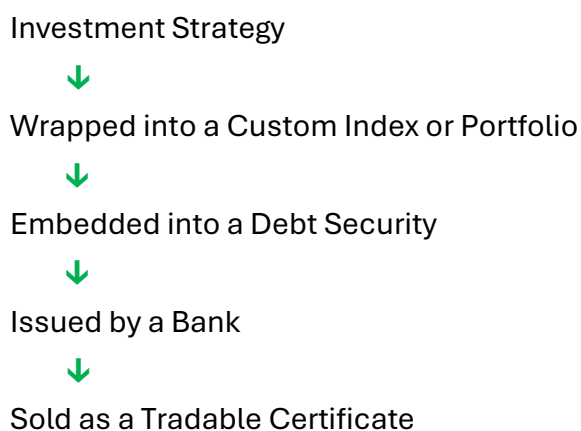 Investment Strategy
↓
Wrapped into a Custom Index or Portfolio
↓
Embedded into a Debt Security
↓
Issued by a Bank
↓
Sold as a Tradable Certificate